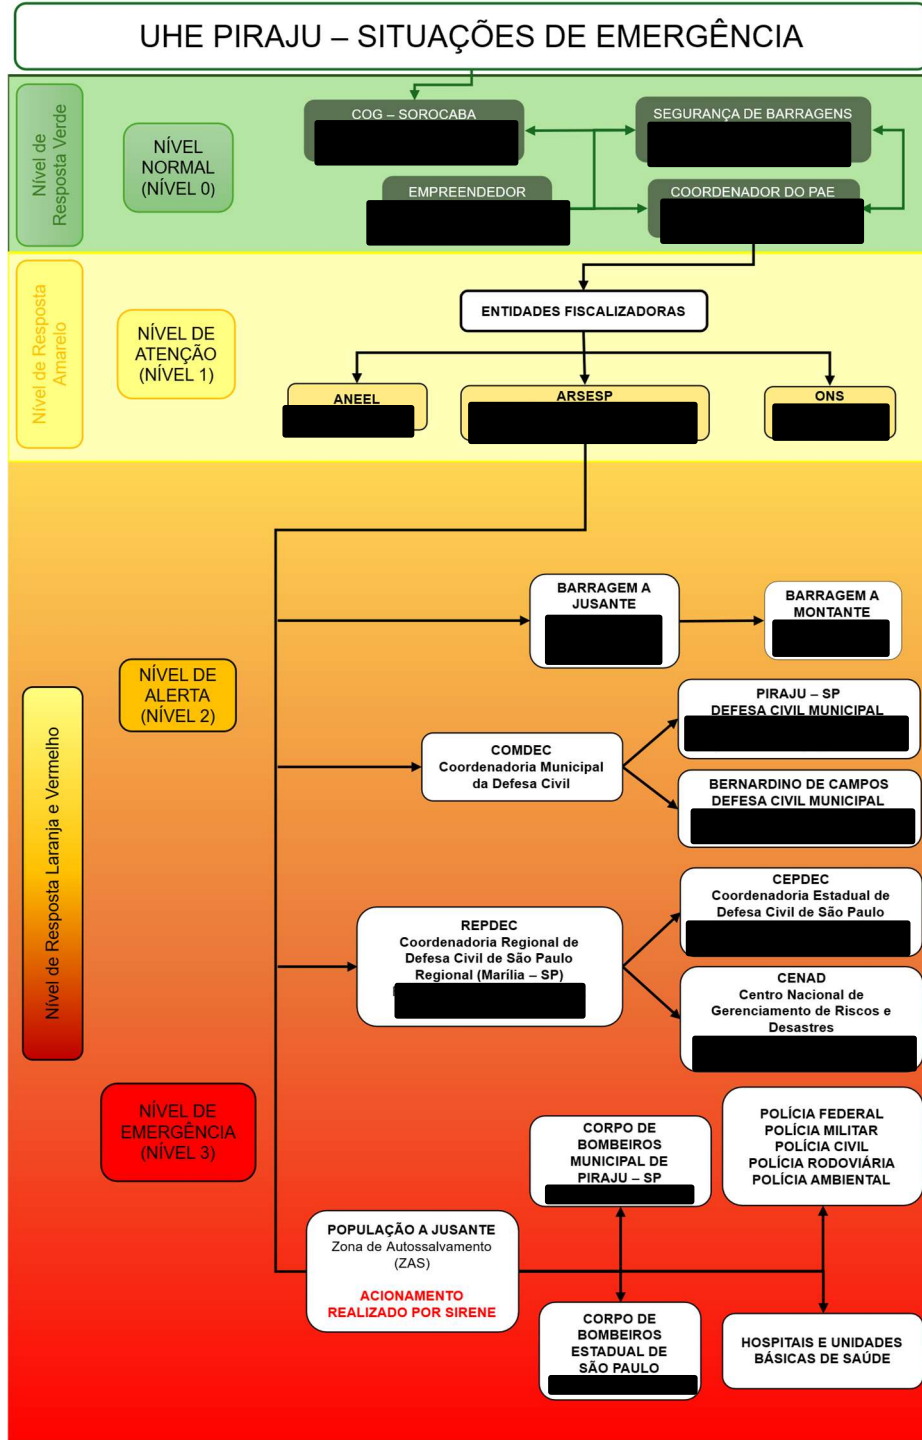 UHE PIRAJU – SITUAÇÕES DE EMERGÊNCIA
Nível de
Resposta Verde
NÍVEL
NORMAL
(NÍVEL 0)
COG – SOROCABA
SEGURANÇA DE BARRAGENS
EMPREENDEDOR
COORDENADOR DO PAE
Nível de Resposta
Amarelo
NÍVEL DE
ATENÇÃO
(NÍVEL 1)
ENTIDADES FISCALIZADORAS
ANEEL
ARSESP
ONS
Nível de Resposta Laranja e Vermelho
NÍVEL DE
ALERTA
(NÍVEL 2)
BARRAGEM A
JUSANTE
BARRAGEM A
MONTANTE
COMDEC
Coordenadoria Municipal
da Defesa Civil
PIRAJU – SP
DEFESA CIVIL MUNICIPAL
BERNARDINO DE CAMPOS
DEFESA CIVIL MUNICIPAL
REPDEC
Coordenadoria Regional de
Defesa Civil de São Paulo
Regional (Marília – SP)
CEPDEC
Coordenadoria Estadual de
Defesa Civil de São Paulo
CENAD
Centro Nacional de
Gerenciamento de Riscos e
Desastres
NÍVEL DE
EMERGÊNCIA
(NÍVEL 3)
POPULAÇÃO A JUSANTE
Zona de Autossalvamento
(ZAS)
ACIONAMENTO
REALIZADO POR SIRENE
CORPO DE
BOMBEIROS
MUNICIPAL DE
PIRAJU – SP
POLÍCIA FEDERAL
POLÍCIA MILITAR
POLÍCIA CIVIL
POLÍCIA RODOVIÁRIA
POLÍCIA AMBIENTAL
CORPO DE
BOMBEIROS
ESTADUAL DE
SÃO PAULO
HOSPITAIS E UNIDADES
BÁSICAS DE SAÚDE